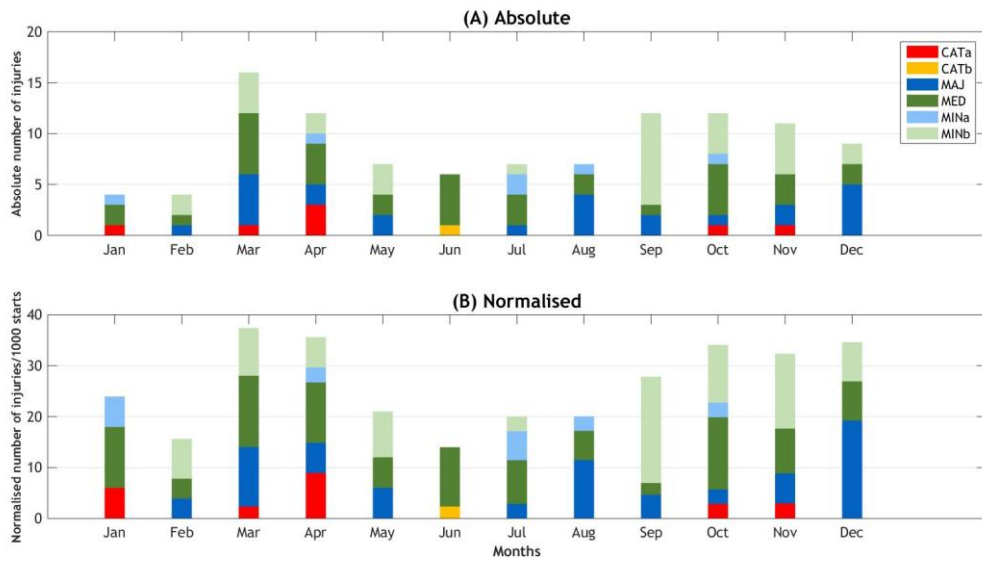 (A) Absolute
20
15
10
5
0
Absolute number of injuries
CATa
CATb
MAJ
MED
MINa
MINb
Jan Feb Mar Apr May Jun Jul Aug Sep Oct Nov Dec
(B) Normalised
40
30
20
10
0
Normalised number of injuries/1000 starts
Jan Feb Mar Apr May Jun Jul Aug Sep Oct Nov Dec
Months